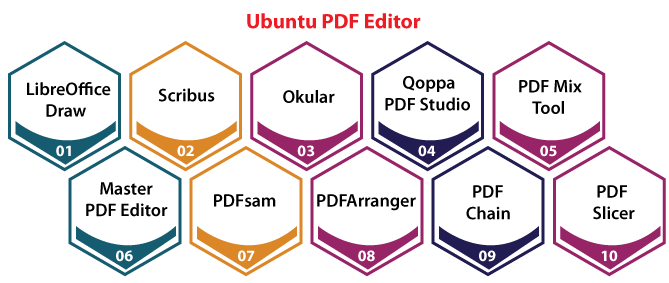 Ubuntu PDF Editor
LibreOffice
Draw
01
Scribus
02
Okular
03
Qoppa
PDF Studio
04
PDF Mix
Tool
05
Master
PDF Editor
06
PDFsam
07
PDFArranger
08
PDF
Chain
09
PDF
Slicer
10